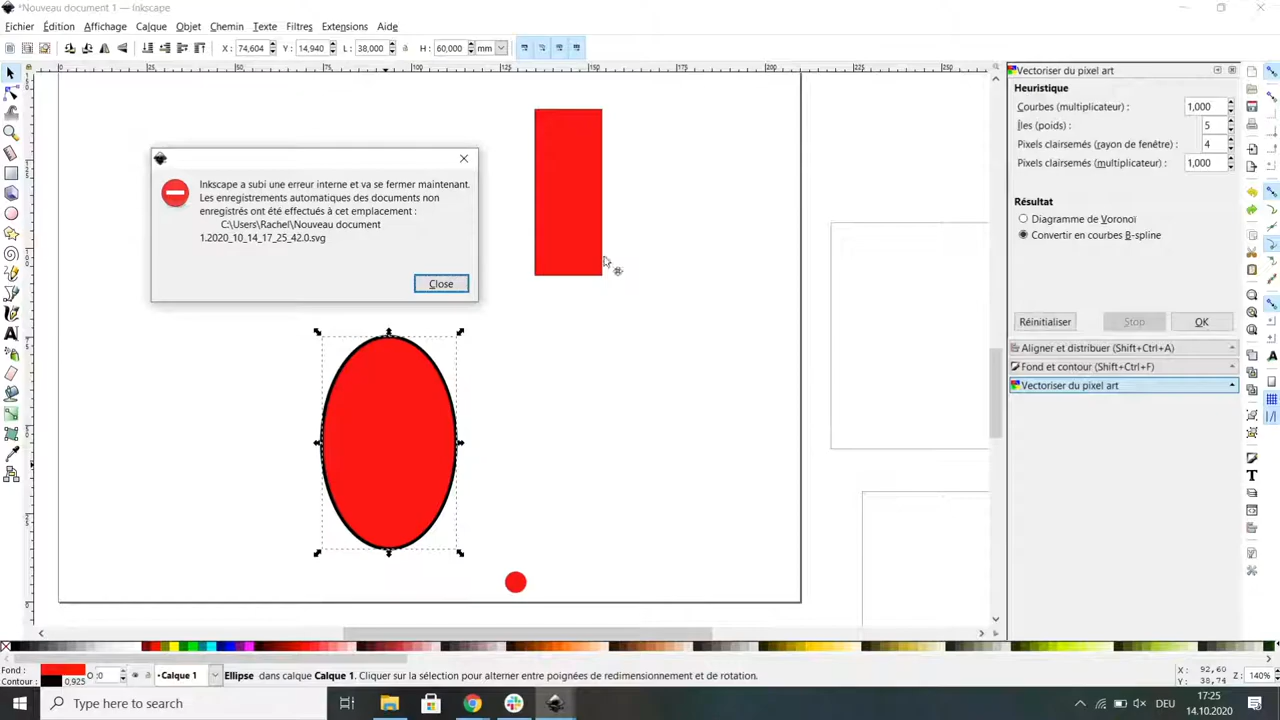 *Nouveau document 1 — Inkscape
Fichier Édition Affichage Calque Objet Chemin Texte Filtres Extensions Aide
X : 74,604 Y : 14,940 L : 38,000 H : 60,000 mm
Vectoriser du pixel art
Heuristique
Courbes (multiplicateur) : 1,000
Îles (poids) : 5
Pixels clairsemés (rayon de fenêtre) : 4
Pixels clairsemés (multiplicateur) : 1,000
Résultat
Diagramme de Voronoï
Convertir en courbes B-spline
Réinitialiser Stop OK
Aligner et distribuer (Shift+Ctrl+A)
Fond et contour (Shift+Ctrl+F)
Vectoriser du pixel art
Inkscape a subi une erreur interne et va se fermer maintenant.
Les enregistrements automatiques des documents non
enregistrés ont été effectués à cet emplacement :
C:\Users\Rachel\Nouveau document
1.2020_10_14_17_25_42.0.svg
Close
Fond :
Contour : 0,925 O: 0 •Calque 1 Ellipse dans calque Calque 1. Cliquer sur la sélection pour alterner entre poignées de redimensionnement et de rotation.
X : 92,60
Y : 38,74 Z: 140%
Type here to search
DEU 17:25
14.10.2020